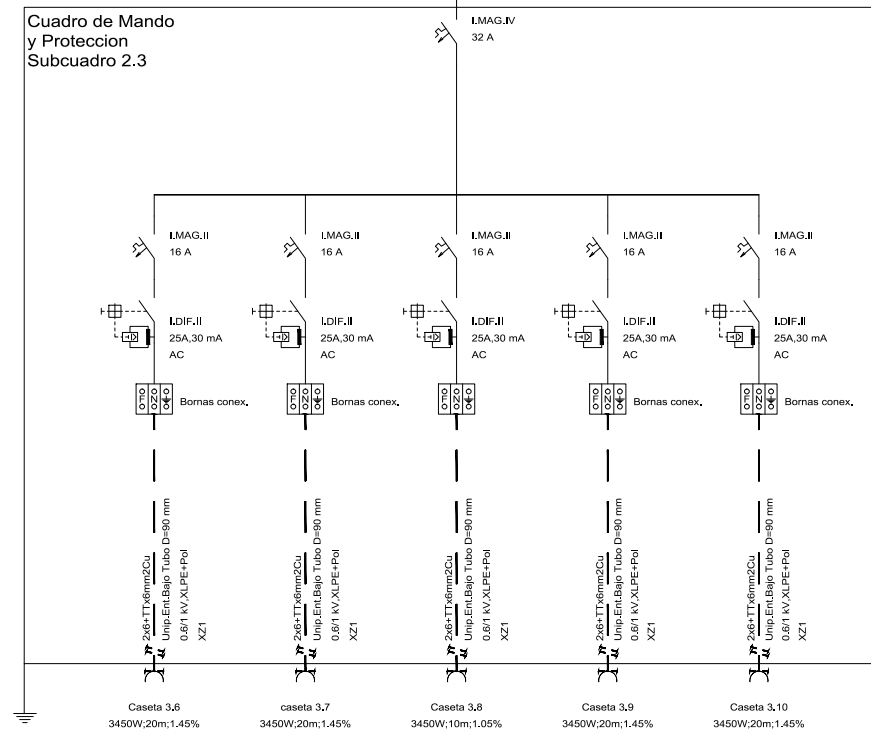 Cuadro de Mando
y Proteccion
Subcuadro 2.3
I.MAG.IV
32 A
I.MAG.II
16 A
I.MAG.II
16 A
I.MAG.II
16 A
I.MAG.II
16 A
I.MAG.II
16 A
I.DIF.II
25A,30 mA
AC
I.DIF.II
25A,30 mA
AC
I.DIF.II
25A,30 mA
AC
I.DIF.II
25A,30 mA
AC
I.DIF.II
25A,30 mA
AC
F N Bornas conex.
F N Bornas conex.
F N Bornas conex.
F N Bornas conex.
F N Bornas conex.
2x6+TTx6mm2Cu
Unip.Ent.Bajo Tubo D=90 mm
0.6/1 kV,XLPE+Pol
XZ1
2x6+TTx6mm2Cu
Unip.Ent.Bajo Tubo D=90 mm
0.6/1 kV,XLPE+Pol
XZ1
2x6+TTx6mm2Cu
Unip.Ent.Bajo Tubo D=90 mm
0.6/1 kV,XLPE+Pol
XZ1
2x6+TTx6mm2Cu
Unip.Ent.Bajo Tubo D=90 mm
0.6/1 kV,XLPE+Pol
XZ1
2x6+TTx6mm2Cu
Unip.Ent.Bajo Tubo D=90 mm
0.6/1 kV,XLPE+Pol
XZ1
Caseta 3.6
3450W;20m;1.45%
caseta 3.7
3450W;20m;1.45%
Caseta 3.8
3450W;10m;1.05%
Caseta 3.9
3450W;20m;1.45%
Caseta 3.10
3450W;20m;1.45%